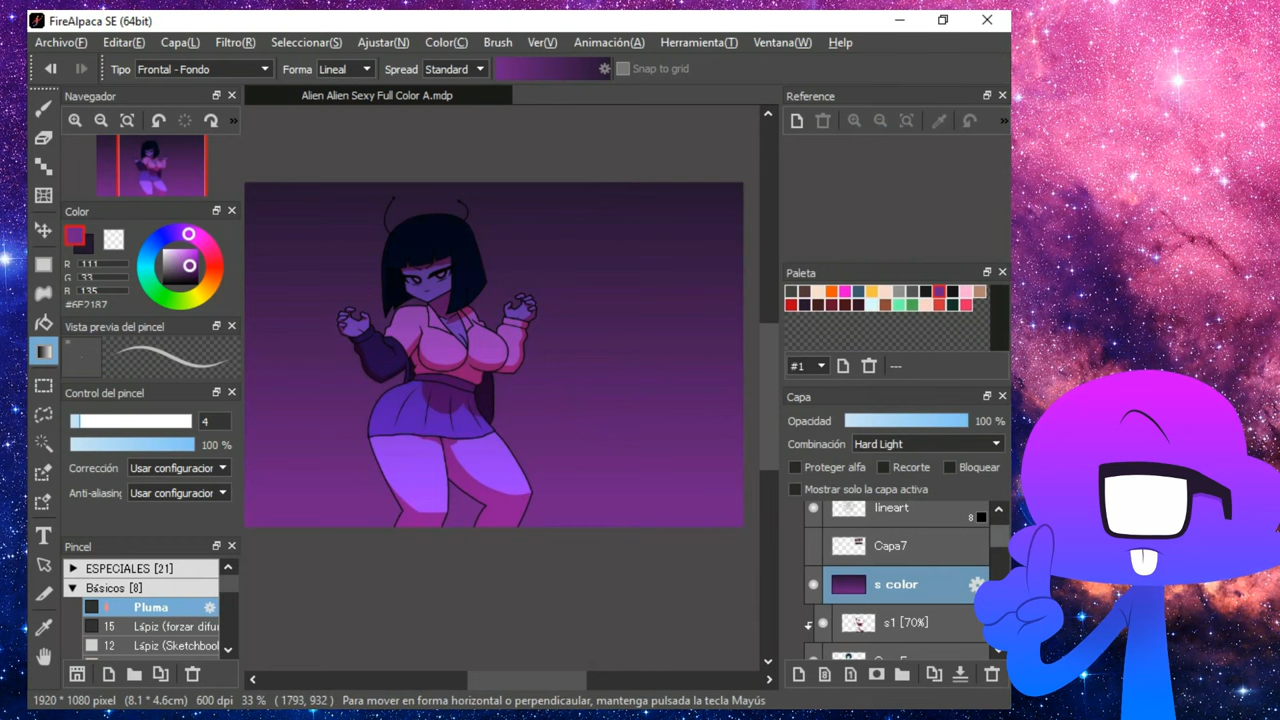 FireAlpaca SE (64bit)
Archivo(F) Editar(E) Capa(L) Filtro(R) Seleccionar(S) Ajustar(N) Color(C) Brush Ver(V) Animación(A) Herramienta(T) Ventana(W) Help
Tipo Frontal - Fondo Forma Lineal Spread Standard Snap to grid
Navegador
Alien Alien Sexy Full Color A.mdp
Reference
Color
R 111
G 33
B 135
#6F2187
Vista previa del pincel
Control del pincel
4
100 %
Corrección Usar configuracior
Anti-aliasing Usar configuracior
Pincel
ESPECIALES [21]
Básicos [8]
Pluma
15 Lápiz (forzar difu
12 Lápiz (Sketchbool
Paleta
#1 ---
Capa
Opacidad 100 %
Combinación Hard Light
Proteger alfa Recorte Bloquear
Mostrar solo la capa activa
lineart
8
Capa7
s color
s1 [70%]
1920 * 1080 pixel (8.1 * 4.6cm) 600 dpi 33 % ( 1793, 932 ) Para mover en forma horizontal o perpendicaular, mantenga pulsada la tecla Mayús